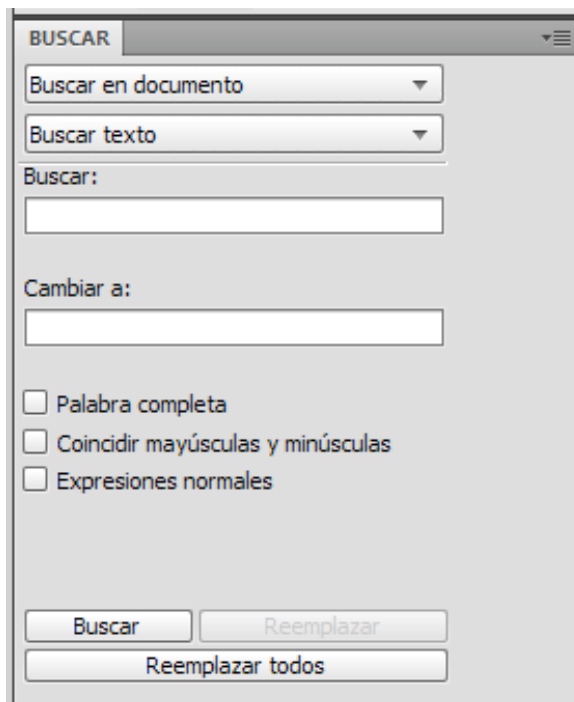 BUSCAR
Buscar en documento
Buscar texto
Buscar:
Cambiar a:
Palabra completa
Coincidir mayúsculas y minúsculas
Expresiones normales
Buscar Reemplazar
Reemplazar todos